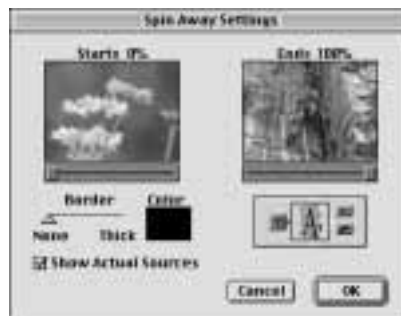 Spin Away Settings
Starts 0%
Ends 100%
Border
Color
None
Thick
Show Actual Sources
A
Cancel
OK